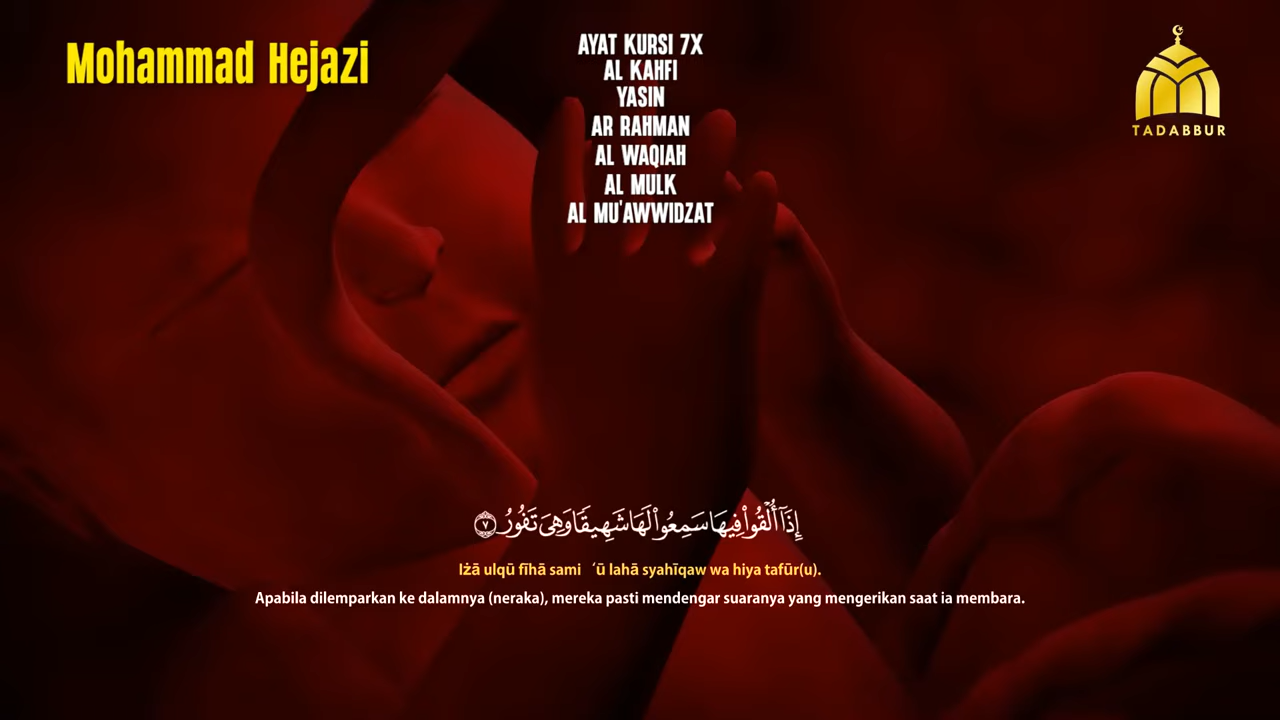 Mohammad Hejazi
AYAT KURSI 7X
AL KAHFI
YASIN
AR RAHMAN
AL WAQIAH
AL MULK
AL MU'AWWIDZAT
TADABBUR
إِذَآ أُلْقُوا۟ فِيهَا سَمِعُوا۟ لَهَا شَهِيقًا وَهِىَ تَفُورُ ٧
Iżā ulqū fīhā sami‘ū lahā syahīqaw wa hiya tafūr(u).
Apabila dilemparkan ke dalamnya (neraka), mereka pasti mendengar suaranya yang mengerikan saat ia membara.